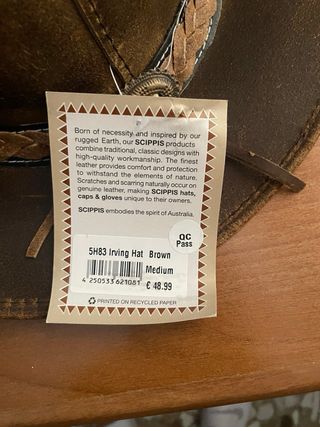 Born of necessity and inspired by our
rugged Earth, our SCIPPIS products
combine traditional, classic designs with
high-quality workmanship. The finest
leather provides comfort and protection
to withstand the elements of nature.
Scratches and scarring naturally occur on
genuine leather, making SCIPPIS hats,
caps & gloves unique to their owners.
SCIPPIS embodies the spirit of Australia.
QC
Pass
5H83 Irving Hat Brown
Medium
4 250533 621081
€ 48.99
PRINTED ON RECYCLED PAPER